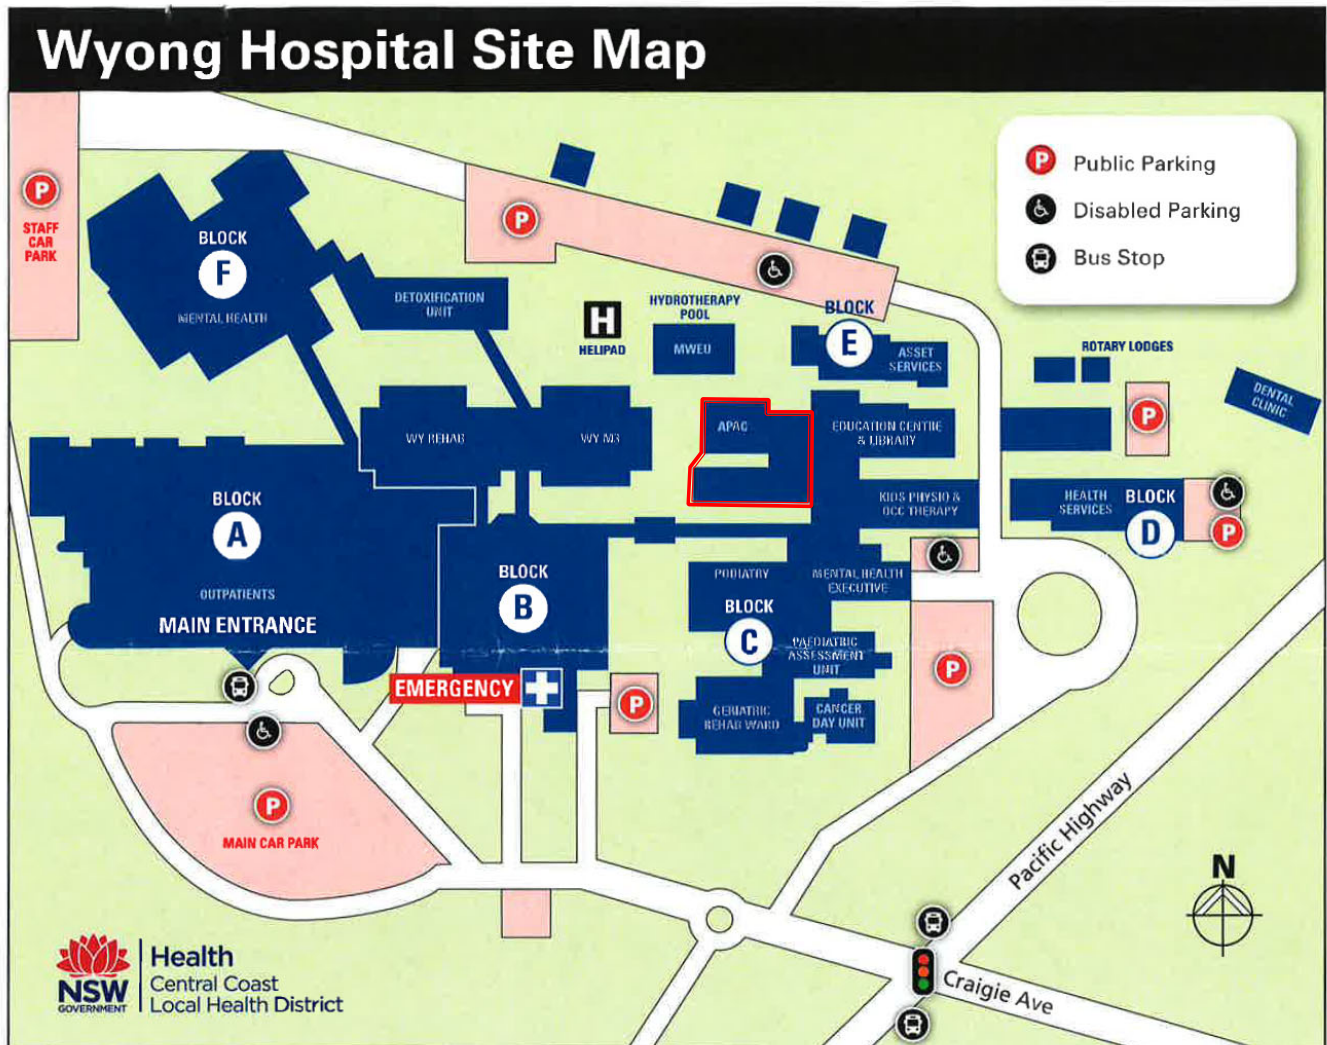 Wyong Hospital Site Map
P
Public Parking
Disabled Parking
Bus Stop
P
STAFF
CAR
PARK
BLOCK
F
MENTAL HEALTH
DETOXIFICATION
UNIT
P
H
HELIPAD
HYDROTHERAPY
POOL
MWEU
BLOCK
E
ASSET
SERVICES
ROTARY LODGES
P
DENTAL
CLINIC
WY REHAB
WY M3
APAC
EDUCATION CENTRE
& LIBRARY
KIDS PHYSIO &
OCC THERAPY
HEALTH
SERVICES
BLOCK
D
P
BLOCK
A
OUTPATIENTS
MAIN ENTRANCE
BLOCK
B
EMERGENCY
P
PODIATRY
BLOCK
C
MENTAL HEALTH
EXECUTIVE
PAEDIATRIC
ASSESSMENT
UNIT
GERIATRIC
REHAB WARD
CANCER
DAY UNIT
P
P
MAIN CAR PARK
Pacific Highway
Craigie Ave
N
NSW
GOVERNMENT
Health
Central Coast
Local Health District